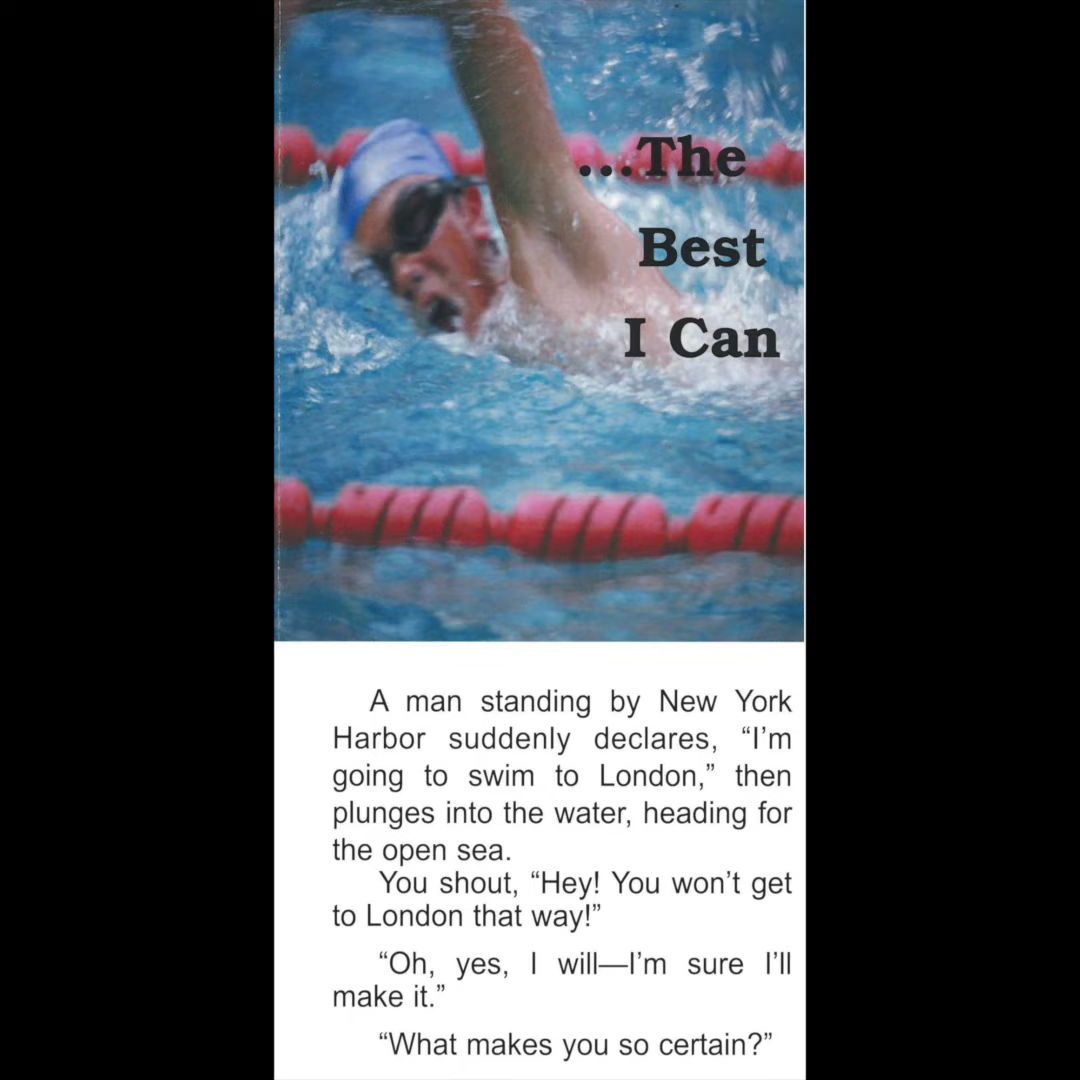 ...The
Best
I Can
A man standing by New York
Harbor suddenly declares, “I’m
going to swim to London,” then
plunges into the water, heading for
the open sea.
You shout, “Hey! You won’t get
to London that way!”
“Oh, yes, I will—I’m sure I’ll
make it.”
“What makes you so certain?”